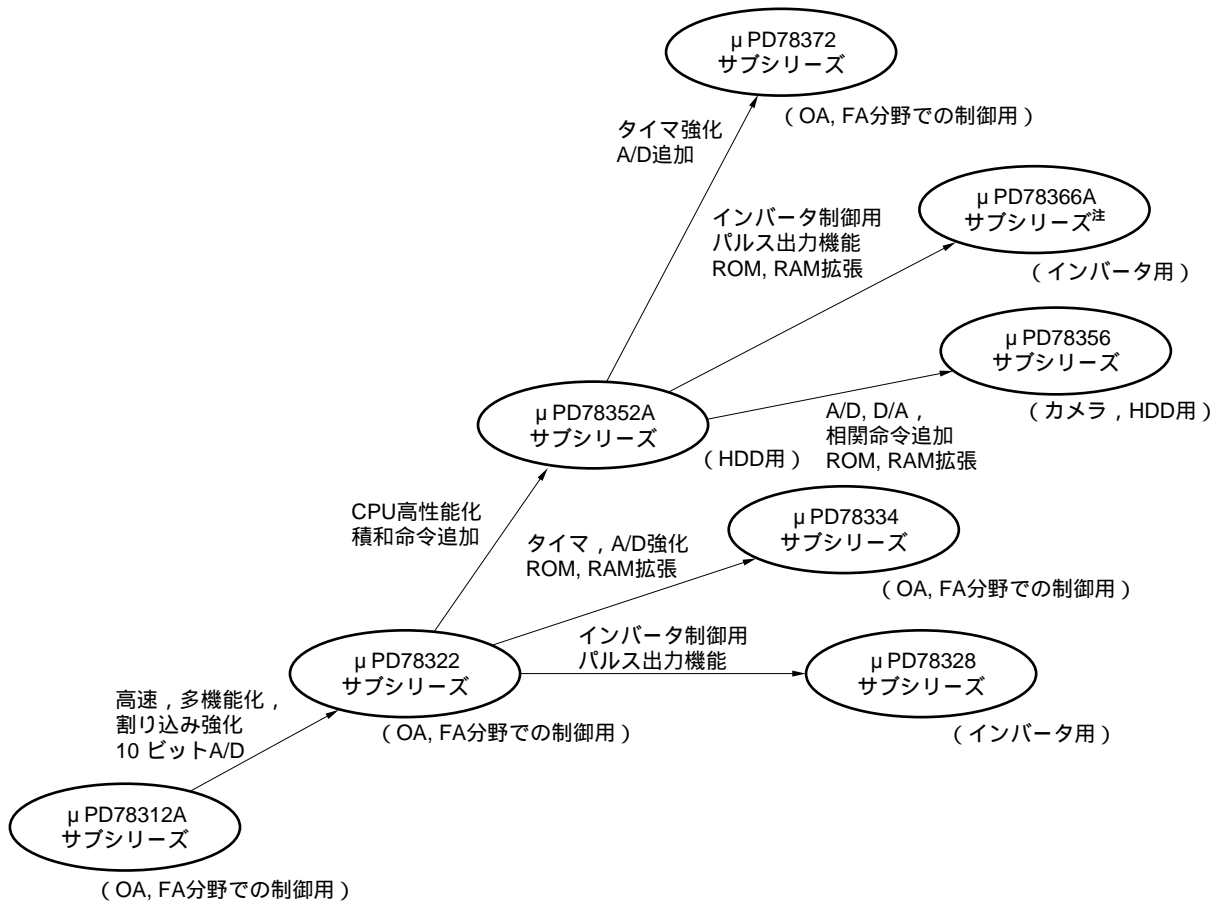 μPD78372
サブシリーズ
(OA, FA分野での制御用)
タイマ強化
A/D追加
μPD78366A
サブシリーズ注
(インバータ用)
インバータ制御用
パルス出力機能
ROM, RAM拡張
μPD78356
サブシリーズ
(カメラ,HDD用)
μPD78352A
サブシリーズ
(HDD用)
A/D, D/A,
相関命令追加
ROM, RAM拡張
CPU高性能化
積和命令追加
μPD78334
サブシリーズ
(OA, FA分野での制御用)
タイマ,A/D強化
ROM, RAM拡張
インバータ制御用
パルス出力機能
μPD78322
サブシリーズ
(OA, FA分野での制御用)
μPD78328
サブシリーズ
(インバータ用)
高速,多機能化,
割り込み強化
10 ビットA/D
μPD78312A
サブシリーズ
(OA, FA分野での制御用)